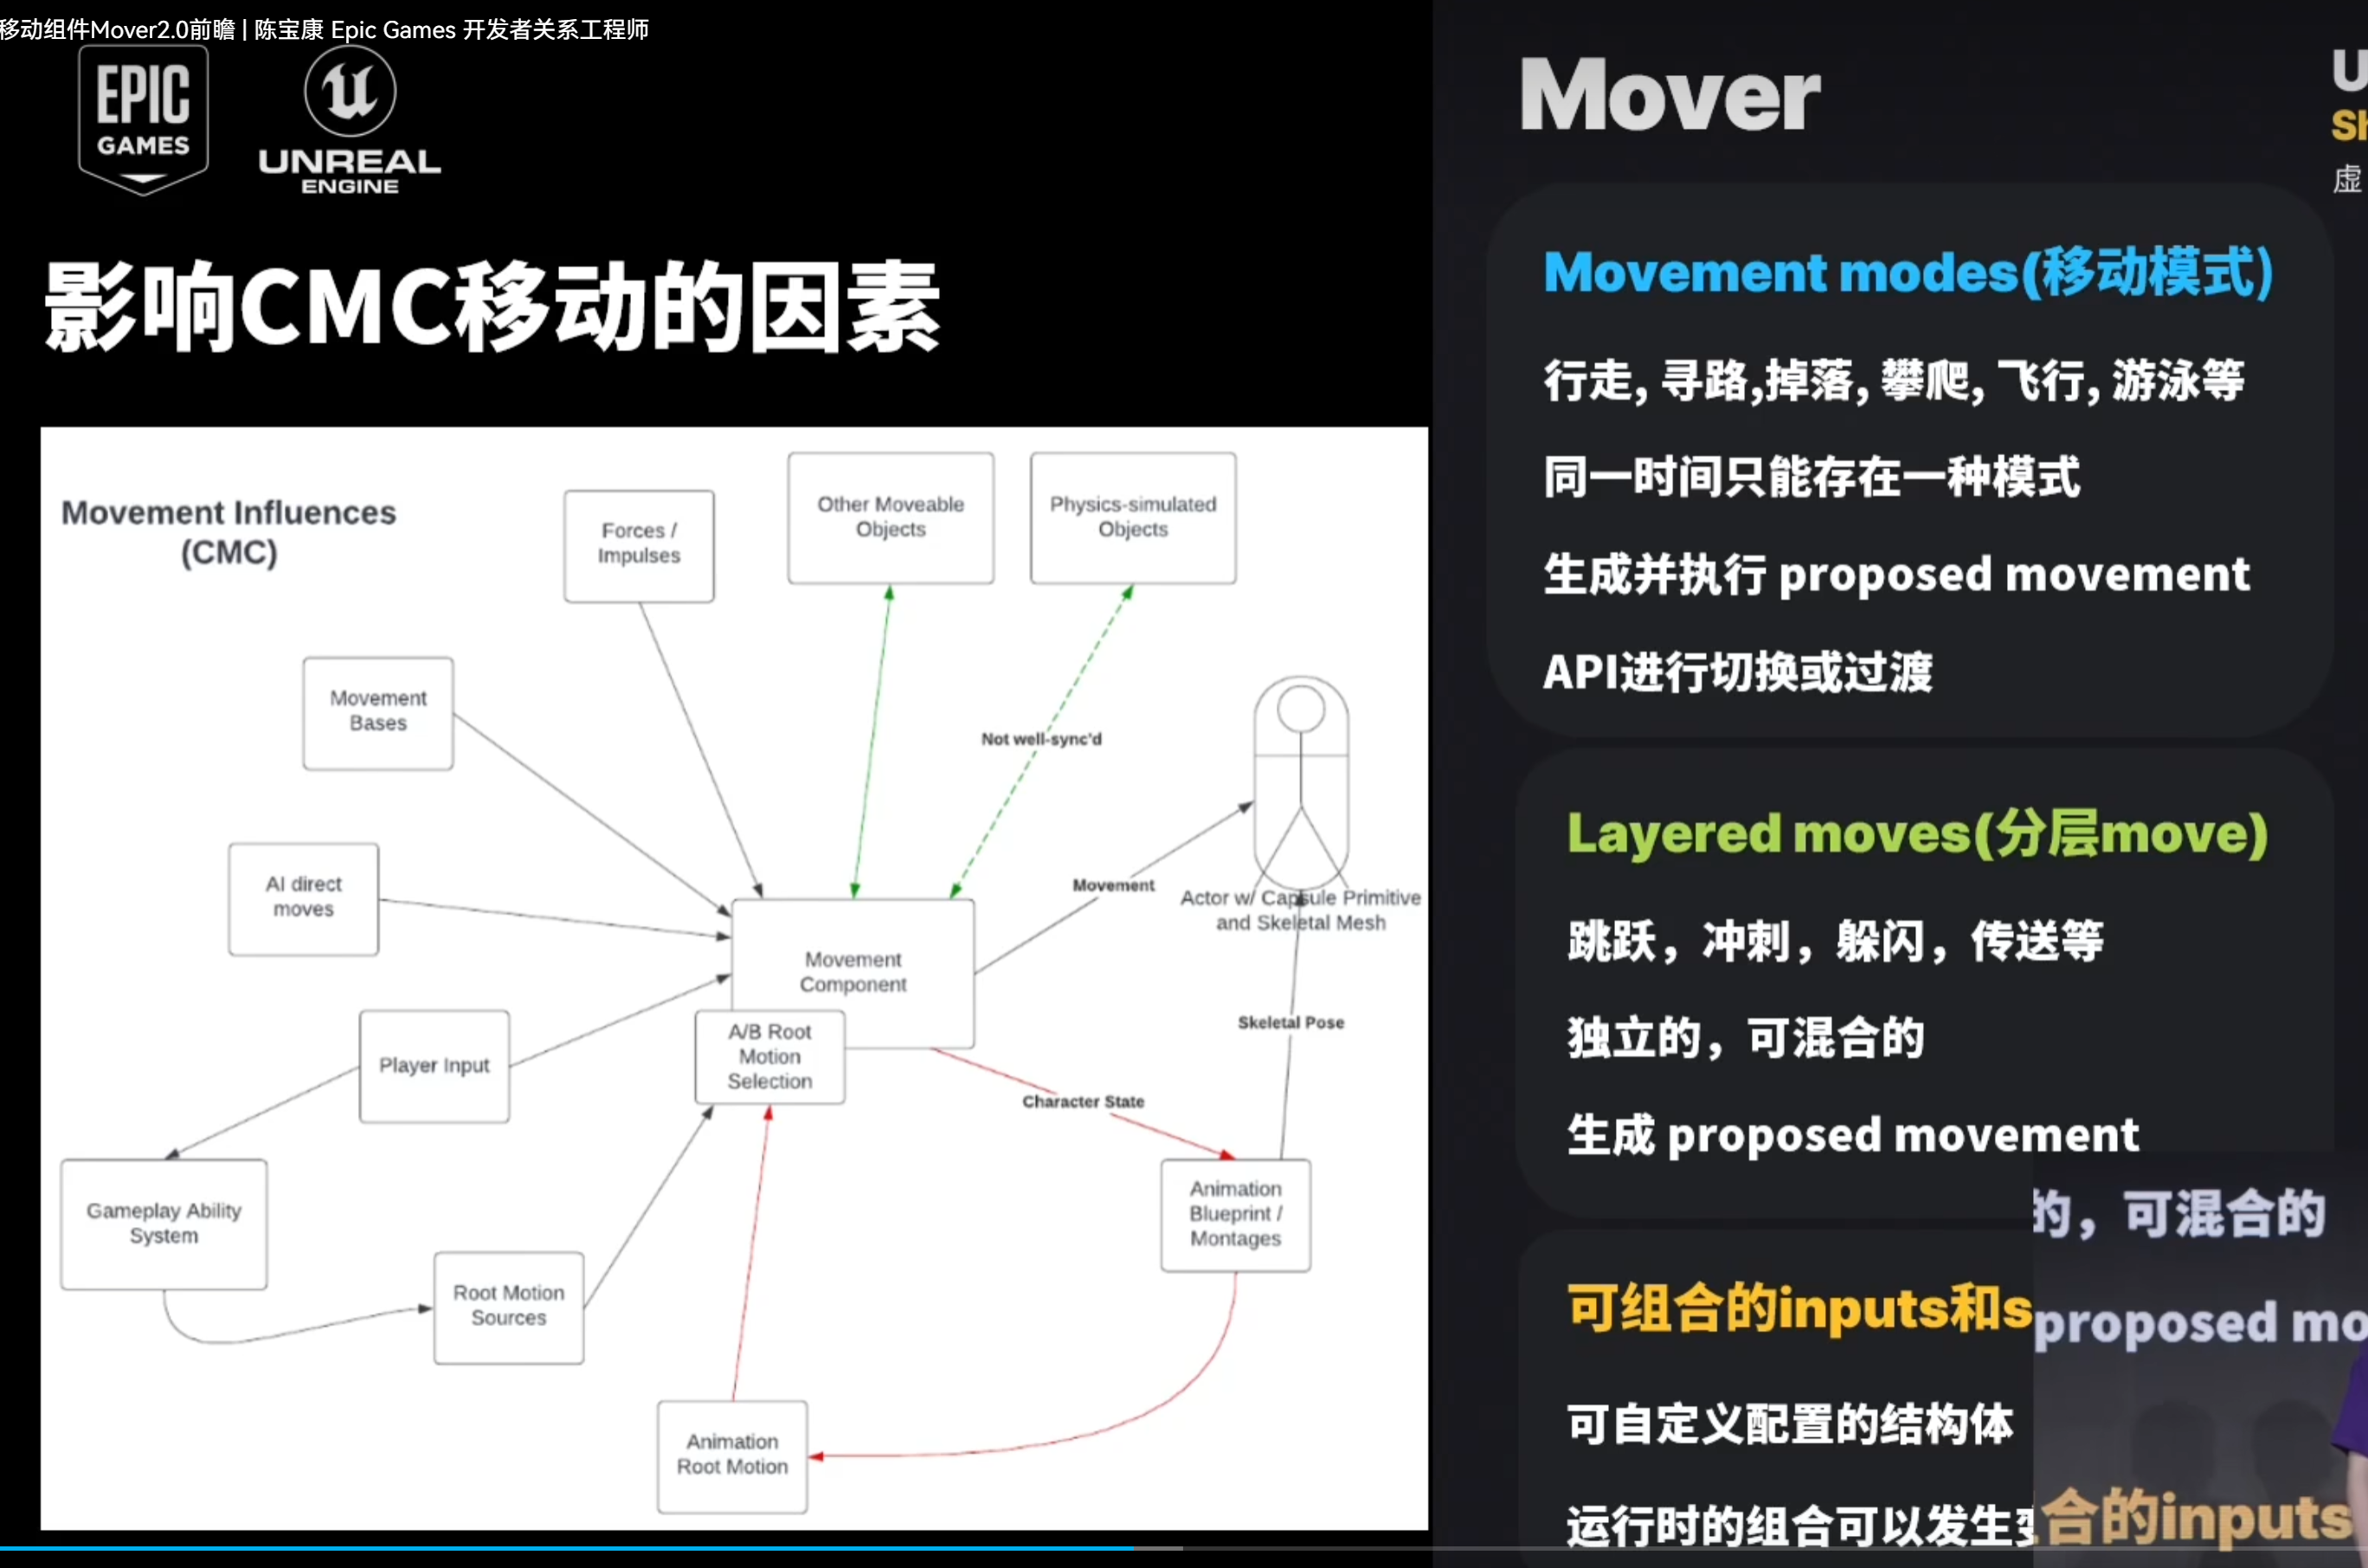 移动组件Mover2.0前瞻 | 陈宝康 Epic Games 开发者关系工程师
EPIC
GAMES
UNREAL
ENGINE
影响CMC移动的因素
Movement Influences
(CMC)
Forces /
Impulses
Other Moveable
Objects
Physics-simulated
Objects
Movement
Bases
Not well-sync'd
AI direct
moves
Movement
Actor w/ Capsule Primitive
and Skeletal Mesh
Movement
Component
A/B Root
Motion
Selection
Skeletal Pose
Player Input
Character State
Gameplay Ability
System
Animation
Blueprint /
Montages
Root Motion
Sources
Animation
Root Motion
Mover
U
Sh
虚
Movement modes(移动模式)
行走, 寻路,掉落, 攀爬, 飞行, 游泳等
同一时间只能存在一种模式
生成并执行 proposed movement
API进行切换或过渡
Layered moves(分层move)
跳跃，冲刺，躲闪，传送等
独立的，可混合的
生成 proposed movement
可组合的inputs和s
可自定义配置的结构体
运行时的组合可以发生
的，可混合的
proposed mo
合的inputs